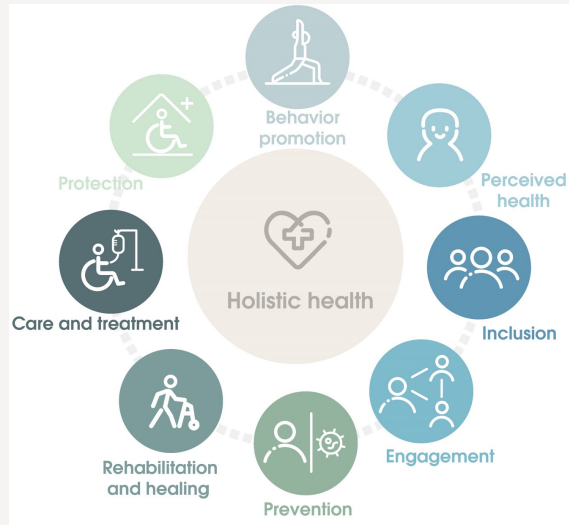 Behavior
promotion
Perceived
health
Inclusion
Engagement
Prevention
Rehabilitation
and healing
Care and treatment
Protection
Holistic health